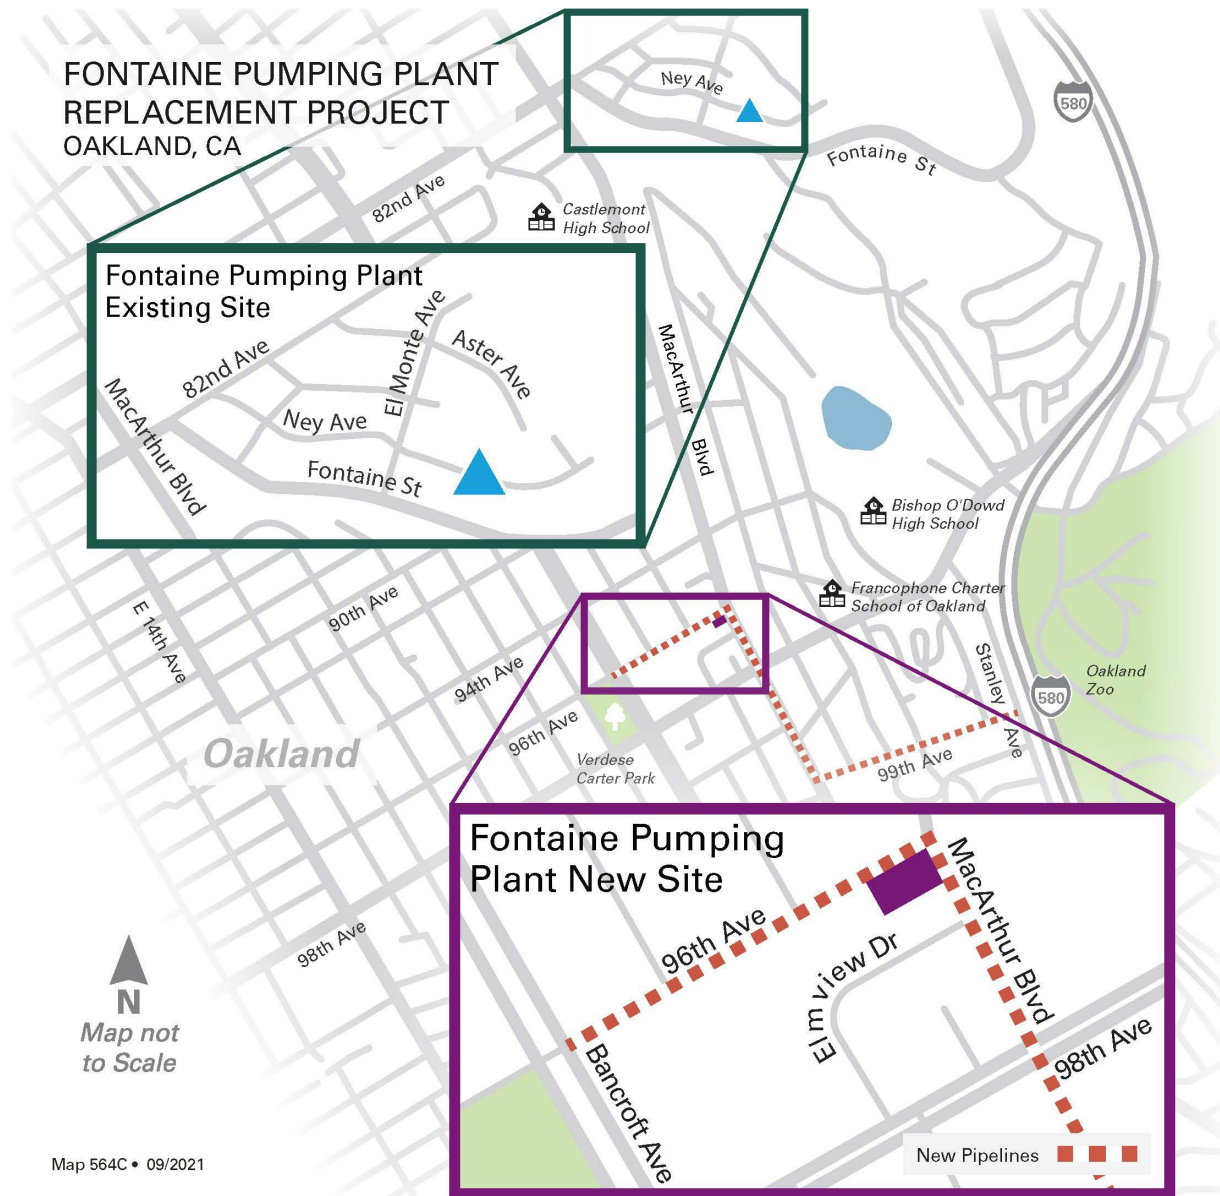 FONTAINE PUMPING PLANT
REPLACEMENT PROJECT
OAKLAND, CA
Ney Ave
580
Fontaine St
82nd Ave
Castlemont
High School
Fontaine Pumping Plant
Existing Site
82nd Ave
El Monte Ave
Aster Ave
MacArthur Blvd
Ney Ave
Fontaine St
MacArthur Blvd
Bishop O'Dowd
High School
Francophone Charter
School of Oakland
E 14th Ave
90th Ave
94th Ave
96th Ave
Stanley Ave
580
Oakland
Zoo
Oakland
Verdese
Carter Park
99th Ave
98th Ave
Fontaine Pumping
Plant New Site
96th Ave
MacArthur Blvd
Elmview Dr
98th Ave
Bancroft Ave
New Pipelines
N
Map not
to Scale
Map 564C • 09/2021